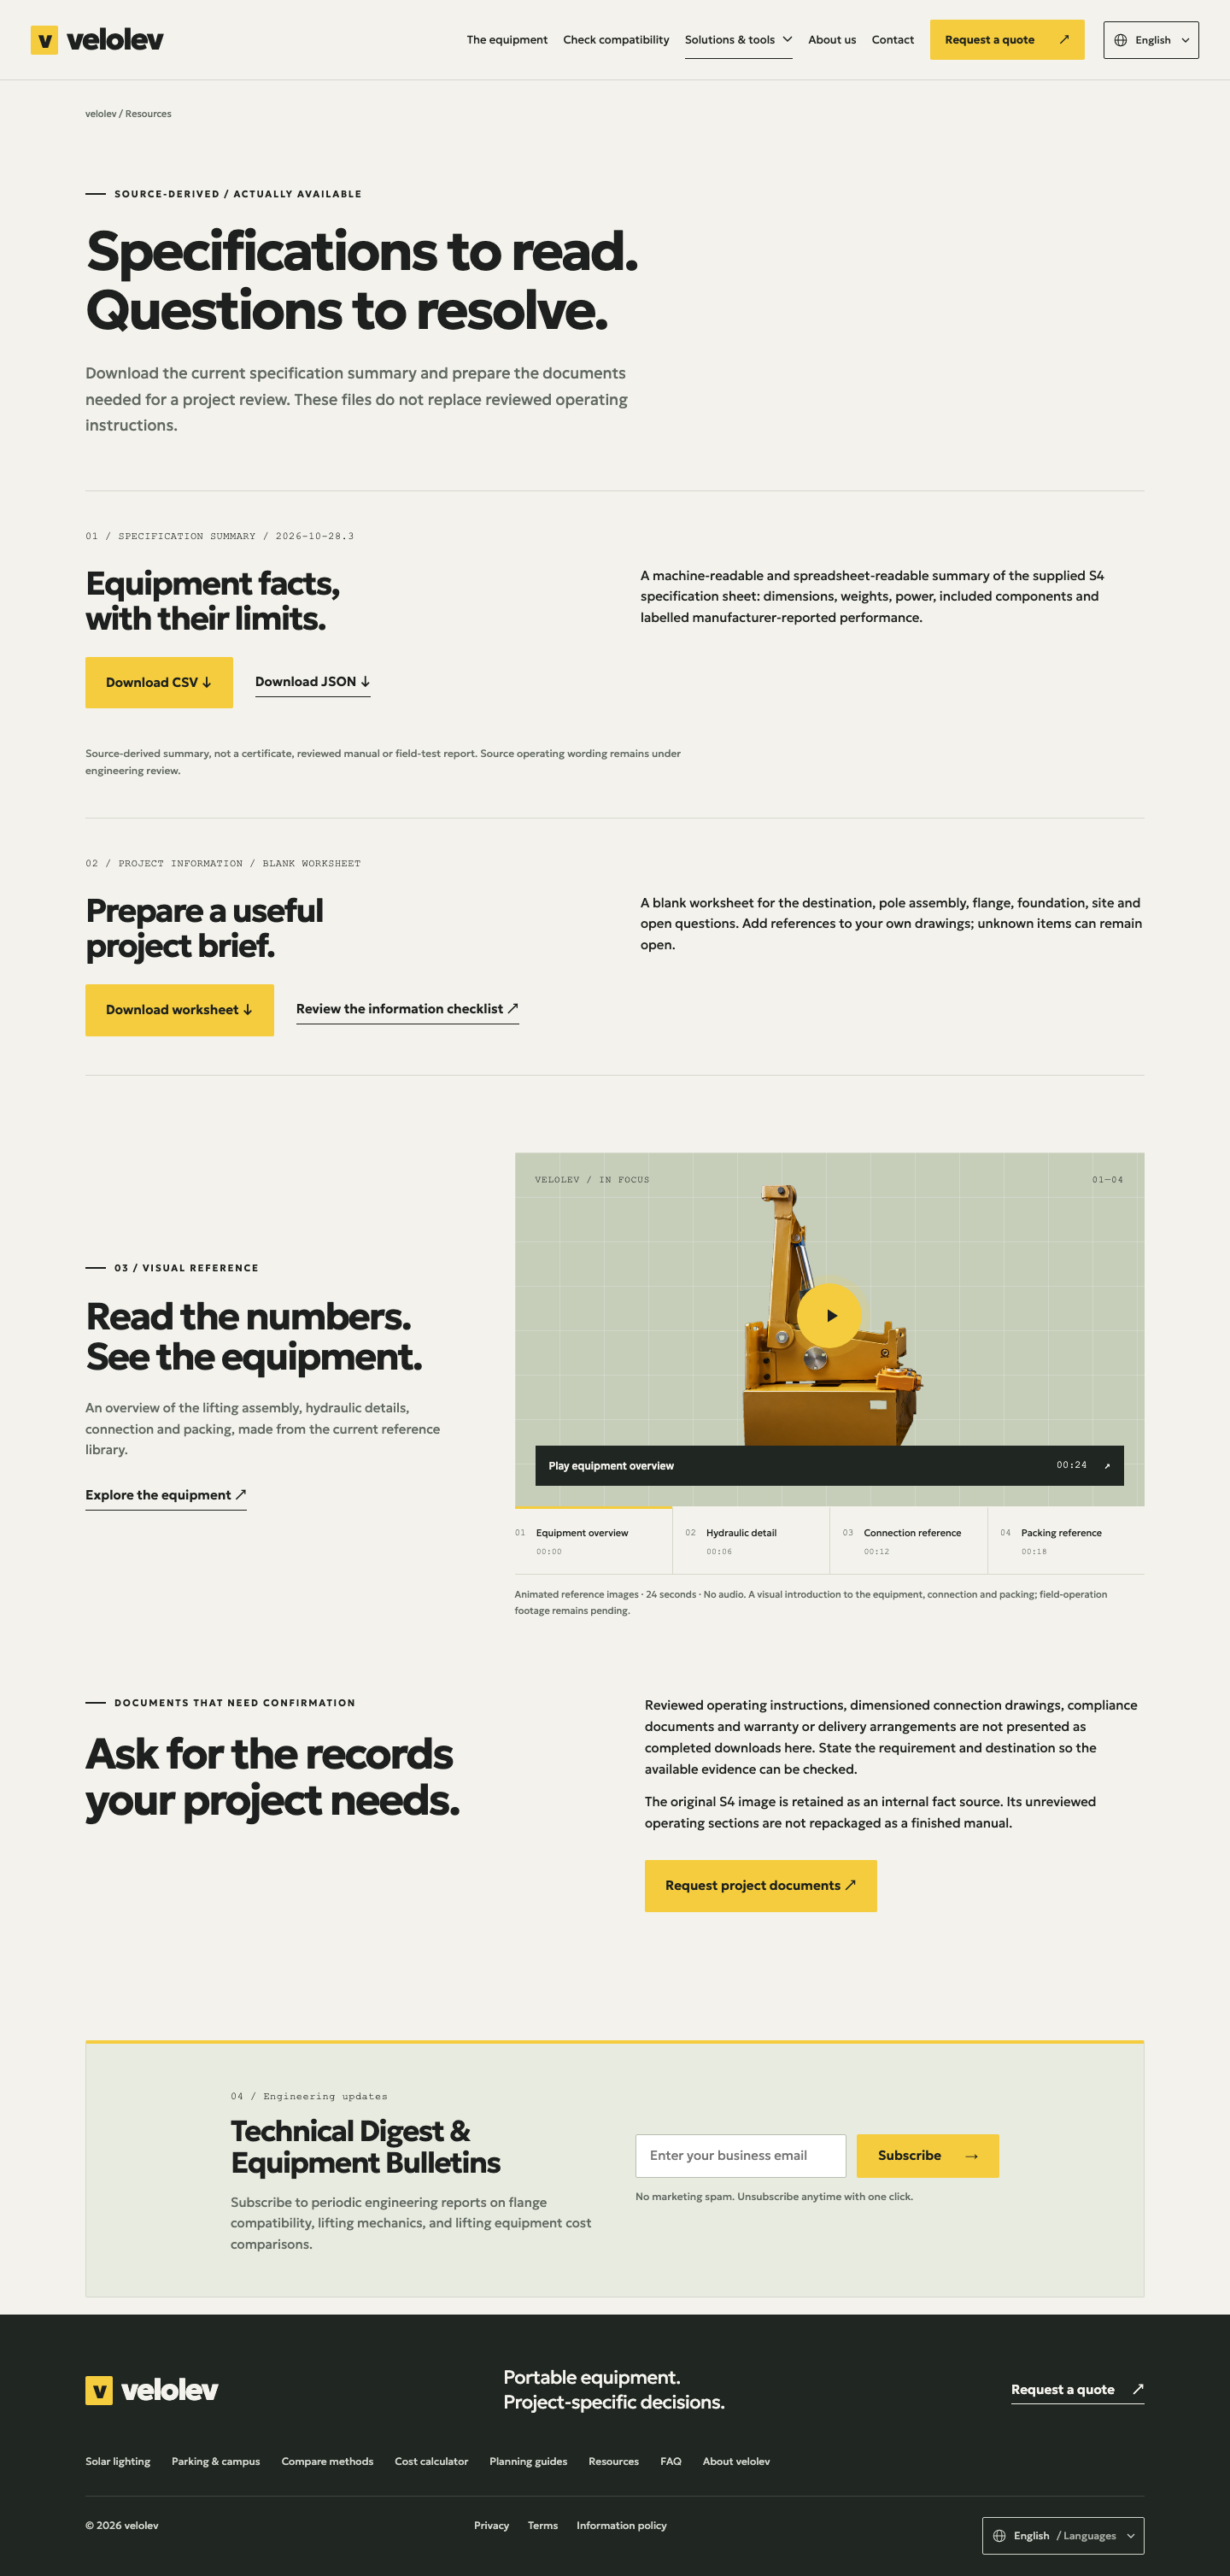 v velolev
The equipment
Check compatibility
Solutions & tools
About us
Contact
Request a quote ↗
English
velolev / Resources
SOURCE-DERIVED / ACTUALLY AVAILABLE
Specifications to read.
Questions to resolve.
Download the current specification summary and prepare the documents
needed for a project review. These files do not replace reviewed operating
instructions.
01 / SPECIFICATION SUMMARY / 2026-10-28.3
Equipment facts,
with their limits.
A machine-readable and spreadsheet-readable summary of the supplied S4
specification sheet: dimensions, weights, power, included components and
labelled manufacturer-reported performance.
Download CSV ↓
Download JSON ↓
Source-derived summary, not a certificate, reviewed manual or field-test report. Source operating wording remains under
engineering review.
02 / PROJECT INFORMATION / BLANK WORKSHEET
Prepare a useful
project brief.
A blank worksheet for the destination, pole assembly, flange, foundation, site and
open questions. Add references to your own drawings; unknown items can remain
open.
Download worksheet ↓
Review the information checklist ↗
03 / VISUAL REFERENCE
Read the numbers.
See the equipment.
An overview of the lifting assembly, hydraulic details,
connection and packing, made from the current reference
library.
Explore the equipment ↗
VELOLEV / IN FOCUS
01—04
Play equipment overview
00:24 ↗
01 Equipment overview
00:00
02 Hydraulic detail
00:06
03 Connection reference
00:12
04 Packing reference
00:18
Animated reference images · 24 seconds · No audio. A visual introduction to the equipment, connection and packing; field-operation
footage remains pending.
DOCUMENTS THAT NEED CONFIRMATION
Ask for the records
your project needs.
Reviewed operating instructions, dimensioned connection drawings, compliance
documents and warranty or delivery arrangements are not presented as
completed downloads here. State the requirement and destination so the
available evidence can be checked.
The original S4 image is retained as an internal fact source. Its unreviewed
operating sections are not repackaged as a finished manual.
Request project documents ↗
04 / Engineering updates
Technical Digest &
Equipment Bulletins
Subscribe to periodic engineering reports on flange
compatibility, lifting mechanics, and lifting equipment cost
comparisons.
Enter your business email
Subscribe →
No marketing spam. Unsubscribe anytime with one click.
v velolev
Portable equipment.
Project-specific decisions.
Request a quote ↗
Solar lighting
Parking & campus
Compare methods
Cost calculator
Planning guides
Resources
FAQ
About velolev
© 2026 velolev
Privacy
Terms
Information policy
English / Languages